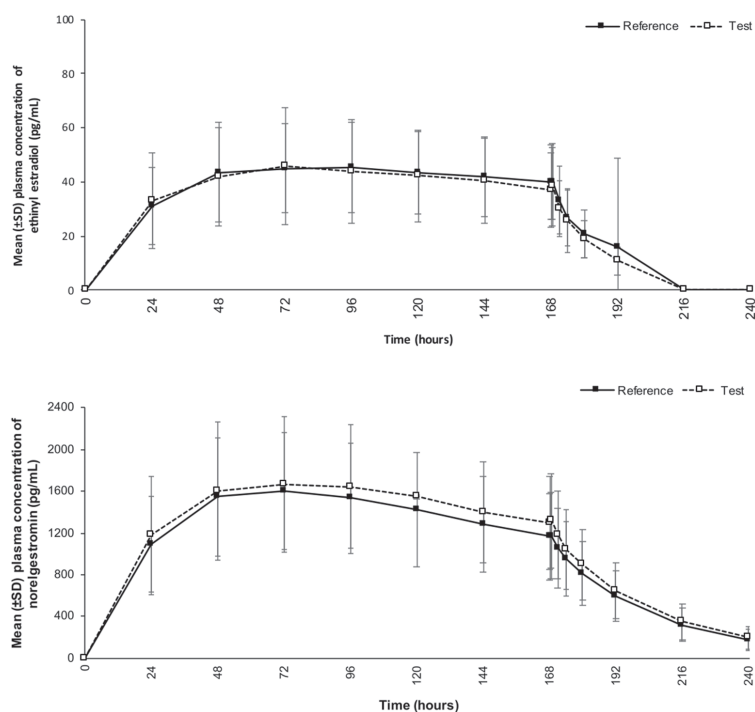 Reference Test
Mean (±SD) plasma concentration of
ethinyl estradiol (pg/mL)
100
80
60
40
20
0
0 24 48 72 96 120 144 168 192 216 240
Time (hours)
Reference Test
Mean (±SD) plasma concentration of
norelgestromin (pg/mL)
2400
2000
1600
1200
800
400
0
0 24 48 72 96 120 144 168 192 216 240
Time (hours)